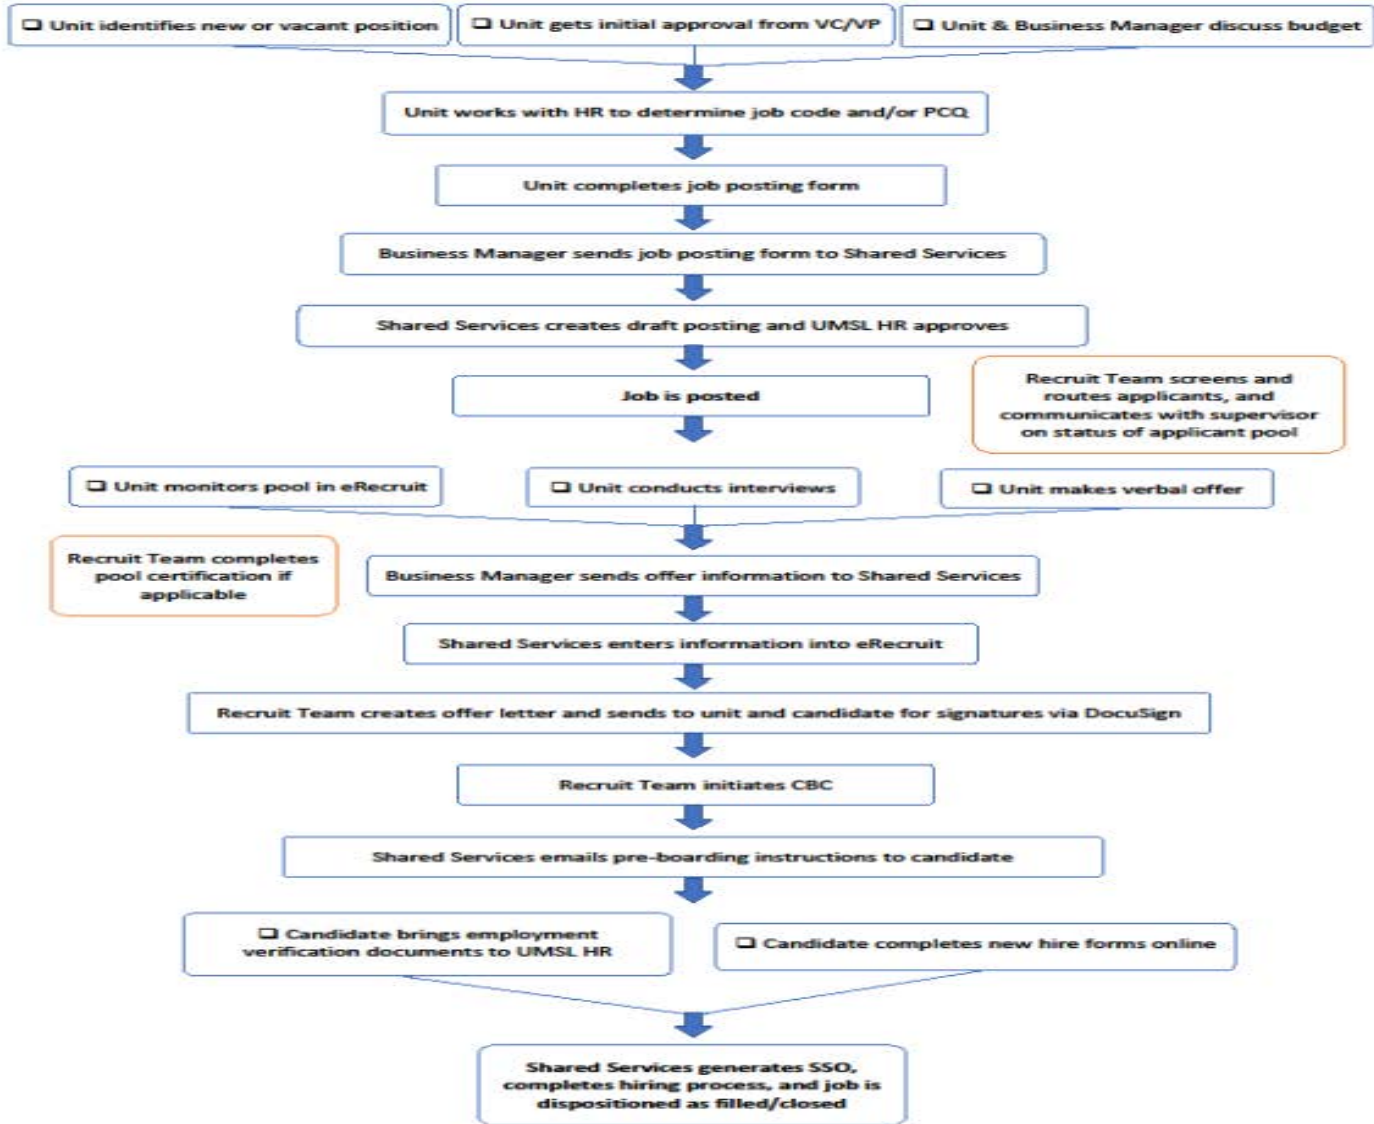 ❑ Unit identifies new or vacant position
❑ Unit gets initial approval from VC/VP
❑ Unit & Business Manager discuss budget
Unit works with HR to determine job code and/or PCQ
Unit completes job posting form
Business Manager sends job posting form to Shared Services
Shared Services creates draft posting and UMSL HR approves
Job is posted
Recruit Team screens and
routes applicants, and
communicates with supervisor
on status of applicant pool
❑ Unit monitors pool in eRecruit
❑ Unit conducts interviews
❑ Unit makes verbal offer
Recruit Team completes
pool certification if
applicable
Business Manager sends offer information to Shared Services
Shared Services enters information into eRecruit
Recruit Team creates offer letter and sends to unit and candidate for signatures via DocuSign
Recruit Team initiates CBC
Shared Services emails pre-boarding instructions to candidate
❑ Candidate brings employment
verification documents to UMSL HR
❑ Candidate completes new hire forms online
Shared Services generates SSO,
completes hiring process, and job is
dispositioned as filled/closed